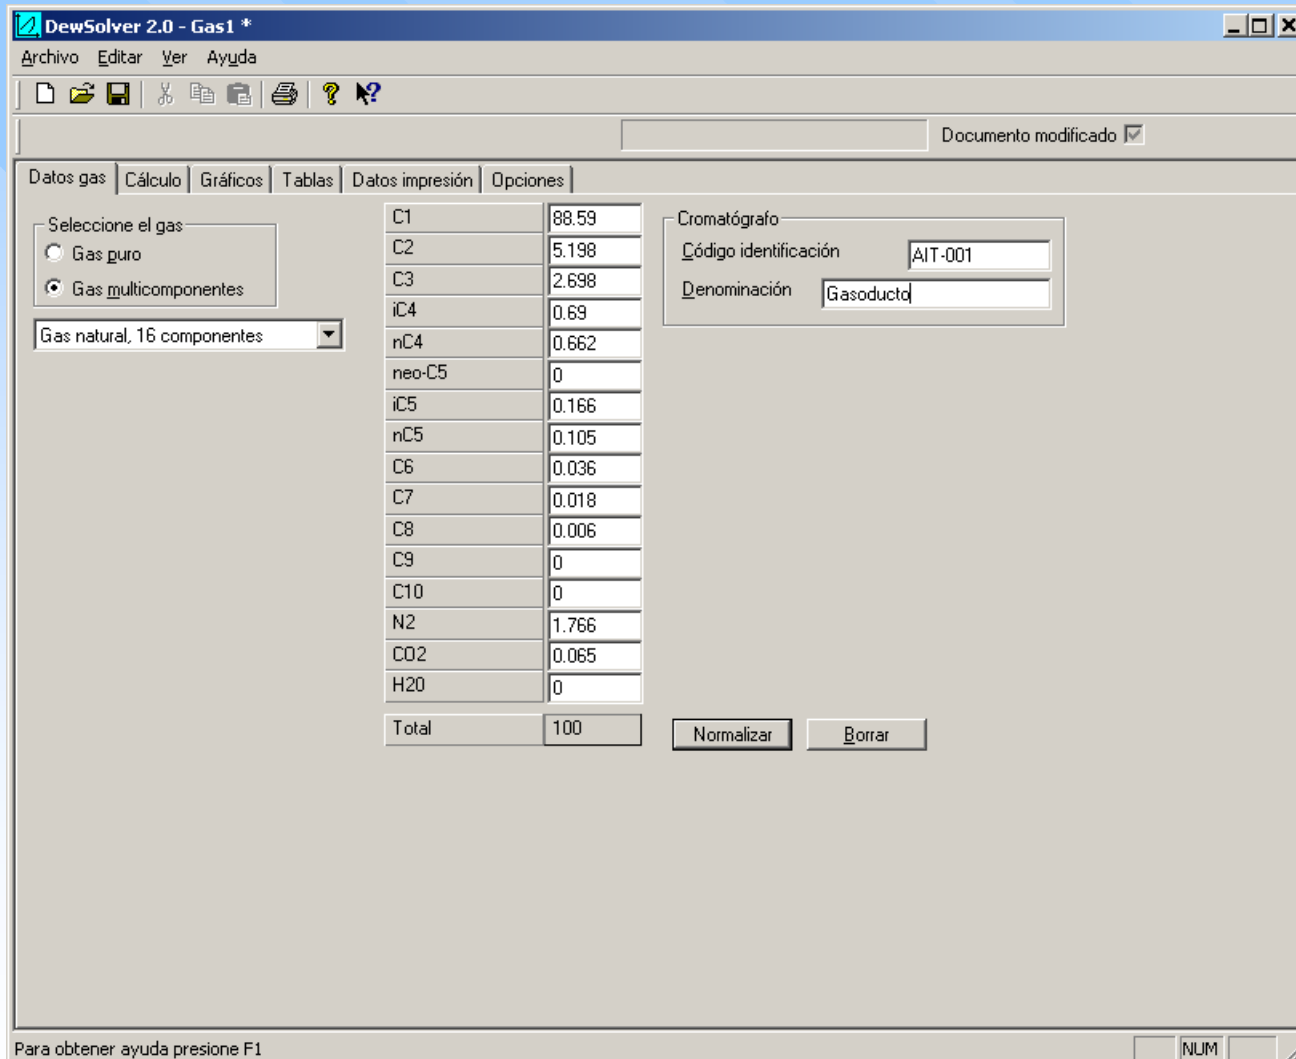 DewSolver 2.0 - Gas1 *
Archivo Editar Ver Ayuda
Documento modificado
Datos gas Cálculo Gráficos Tablas Datos impresión Opciones
Seleccione el gas
Gas puro
Gas multicomponentes
Gas natural, 16 componentes
C1 88.59
C2 5.198
C3 2.698
iC4 0.69
nC4 0.662
neo-C5 0
iC5 0.166
nC5 0.105
C6 0.036
C7 0.018
C8 0.006
C9 0
C10 0
N2 1.766
CO2 0.065
H20 0
Total 100
Cromatógrafo
Código identificación AIT-001
Denominación Gasoducto
Normalizar Borrar
Para obtener ayuda presione F1 NUM